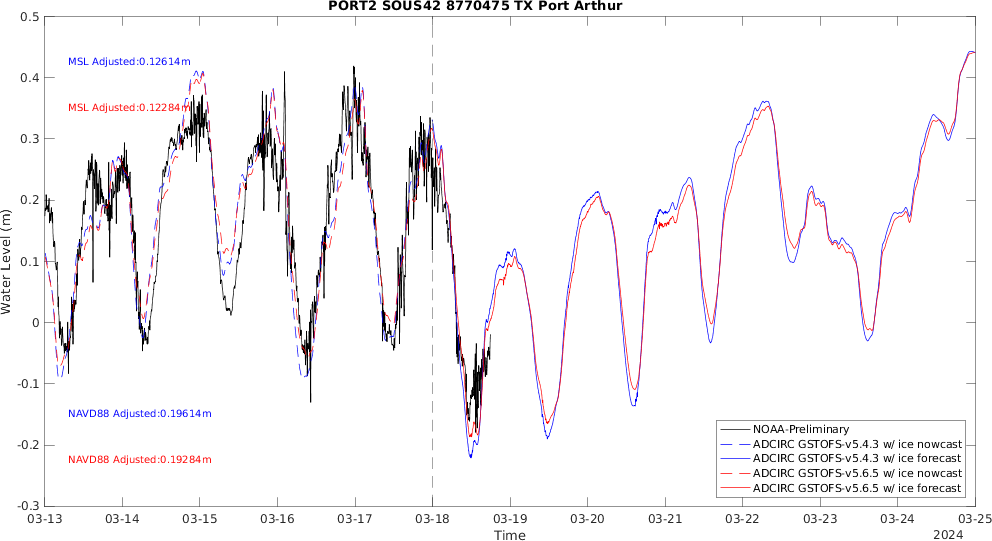 PORT2 SOUS42 8770475 TX Port Arthur
0.5
0.4
0.3
0.2
0.1
0
-0.1
-0.2
-0.3
Water Level (m)
MSL Adjusted:0.12614m
MSL Adjusted:0.12284m
NAVD88 Adjusted:0.19614m
NAVD88 Adjusted:0.19284m
NOAA-Preliminary
ADCIRC GSTOFS-v5.4.3 w/ ice nowcast
ADCIRC GSTOFS-v5.4.3 w/ ice forecast
ADCIRC GSTOFS-v5.6.5 w/ ice nowcast
ADCIRC GSTOFS-v5.6.5 w/ ice forecast
03-13 03-14 03-15 03-16 03-17 03-18 03-19 03-20 03-21 03-22 03-23 03-24 03-25
Time
2024